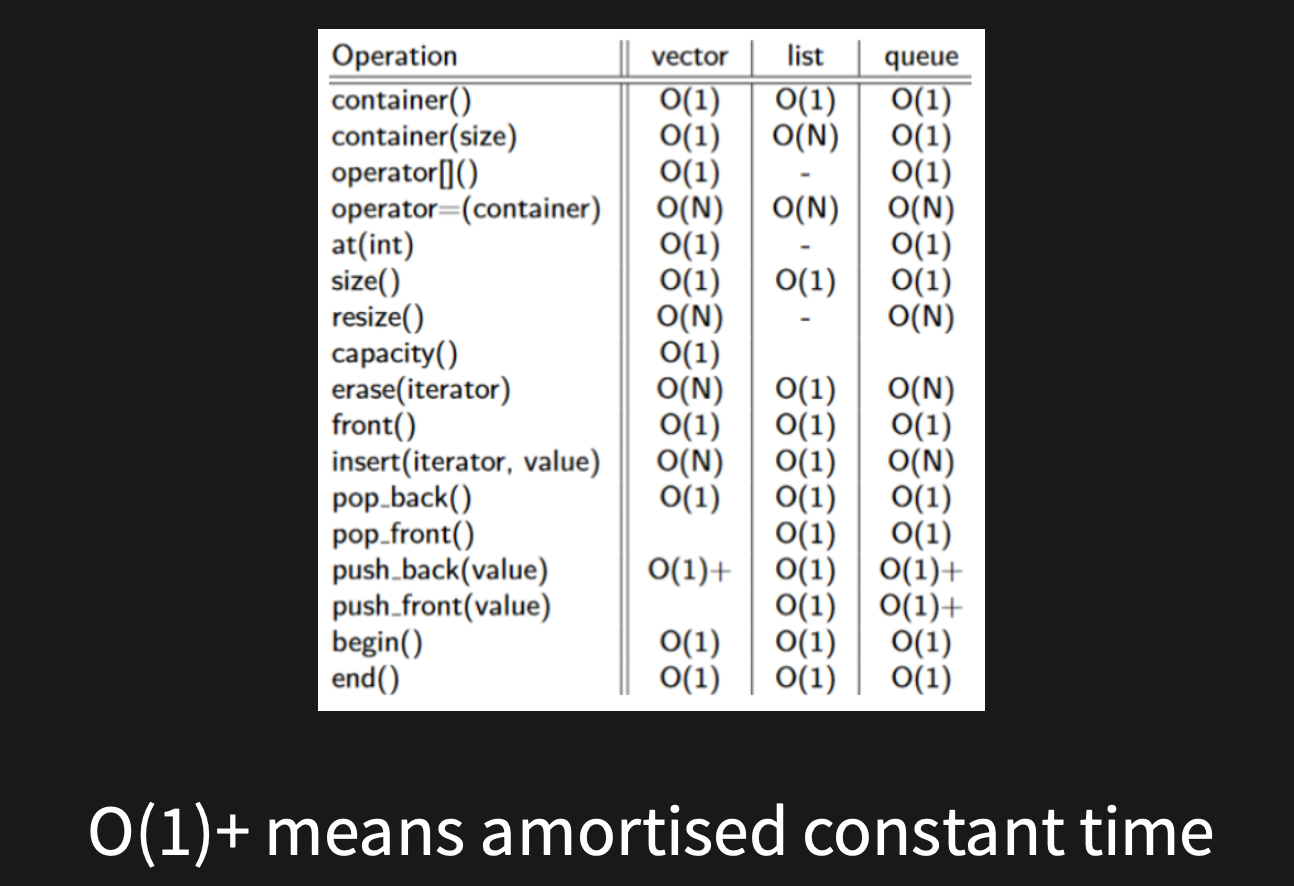 Operation vector list queue
container() O(1) O(1) O(1)
container(size) O(1) O(N) O(1)
operator[]() O(1) - O(1)
operator=(container) O(N) O(N) O(N)
at(int) O(1) - O(1)
size() O(1) O(1) O(1)
resize() O(N) - O(N)
capacity() O(1)
erase(iterator) O(N) O(1) O(N)
front() O(1) O(1) O(1)
insert(iterator, value) O(N) O(1) O(N)
pop_back() O(1) O(1) O(1)
pop_front() O(1) O(1)
push_back(value) O(1)+ O(1) O(1)+
push_front(value) O(1) O(1)+
begin() O(1) O(1) O(1)
end() O(1) O(1) O(1)
O(1)+ means amortised constant time